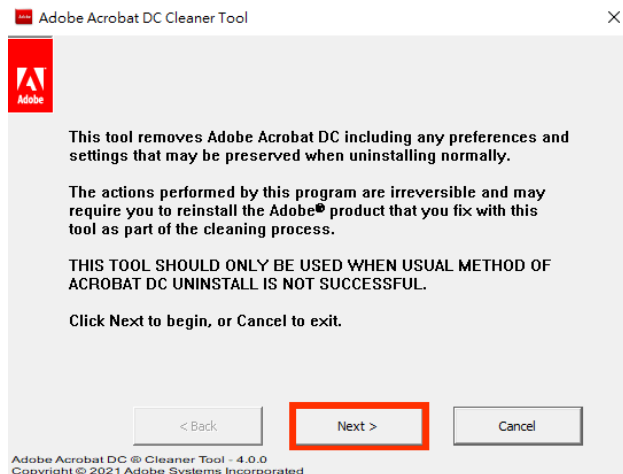 Adobe Acrobat DC Cleaner Tool
Adobe
This tool removes Adobe Acrobat DC including any preferences and
settings that may be preserved when uninstalling normally.
The actions performed by this program are irreversible and may
require you to reinstall the Adobe® product that you fix with this
tool as part of the cleaning process.
THIS TOOL SHOULD ONLY BE USED WHEN USUAL METHOD OF
ACROBAT DC UNINSTALL IS NOT SUCCESSFUL.
Click Next to begin, or Cancel to exit.
< Back Next > Cancel
Adobe Acrobat DC ® Cleaner Tool - 4.0.0
Copyright © 2021 Adobe Systems Incorporated